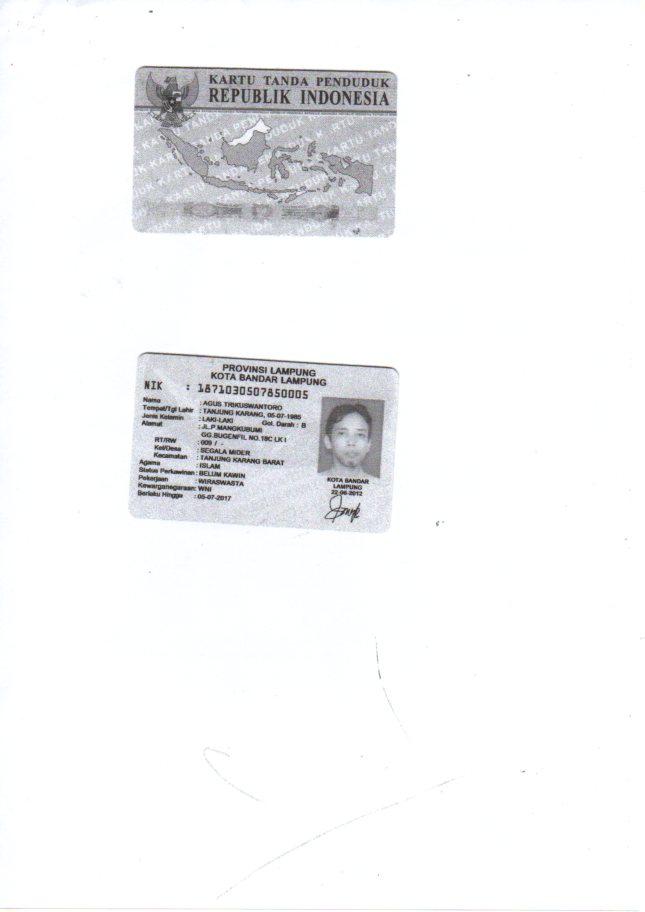 KARTU TANDA PENDUDUK
REPUBLIK INDONESIA
PROVINSI LAMPUNG
KOTA BANDAR LAMPUNG
NIK : 1871030507850005
Nama : AGUS TRIKUSWANTORO
Tempat/Tgl Lahir : TANJUNG KARANG, 05-07-1985
Jenis Kelamin : LAKI-LAKI Gol. Darah : B
Alamat : JL.P.MANGKUBUMI
GG.BUGENFIL NO.18C LK I
RT/RW : 009 / -
Kel/Desa : SEGALA MIDER
Kecamatan : TANJUNG KARANG BARAT
Agama : ISLAM
Status Perkawinan : BELUM KAWIN
Pekerjaan : WIRASWASTA
Kewarganegaraan: WNI
Berlaku Hingga : 05-07-2017
KOTA BANDAR
LAMPUNG
22-06-2012